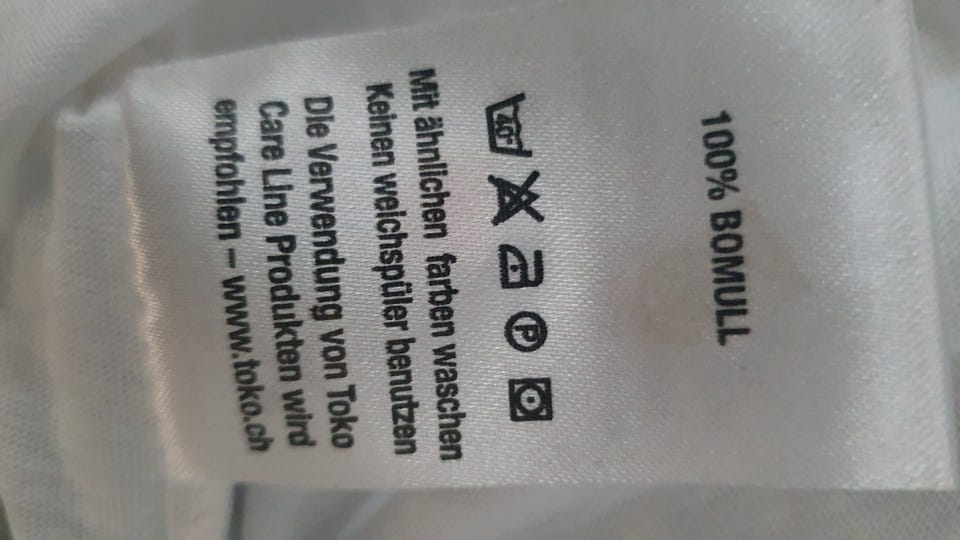 100% BOMULL
40°
P
Mit ähnlichen farben waschen
Keinen weichspüler benutzen
Die Verwendung von Toko
Care Line Produkten wird
empfohlen – www.toko.ch